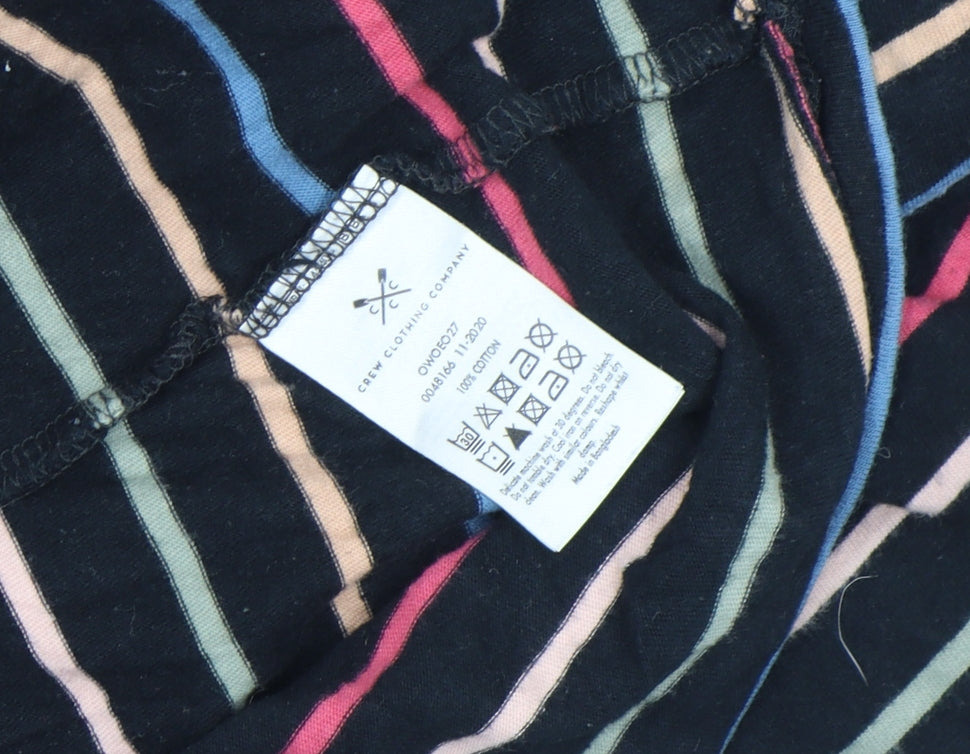 C C
C
CREW CLOTHING COMPANY
OWOEO27
0048166 11-2020
100% COTTON
30
Delicate machine wash at 30 degrees. Do not bleach
Do not tumble dry. Cool iron on reverse. Do not dry
clean. Wash with similar colours. Reshape whilst
damp.
Made in Bangladesh